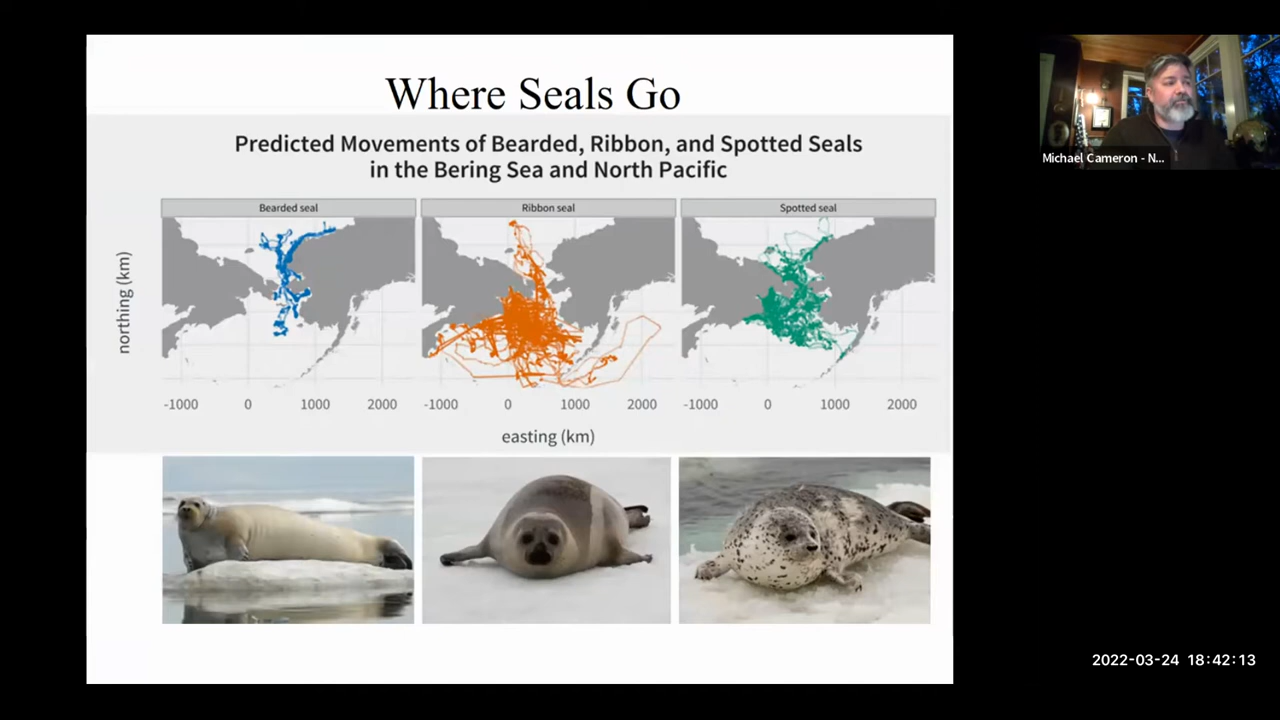 Where Seals Go
Predicted Movements of Bearded, Ribbon, and Spotted Seals
in the Bering Sea and North Pacific
Bearded seal
Ribbon seal
Spotted seal
northing (km)
-1000 0 1000 2000 -1000 0 1000 2000 -1000 0 1000 2000
easting (km)
Michael Cameron - N...
2022-03-24 18:42:13